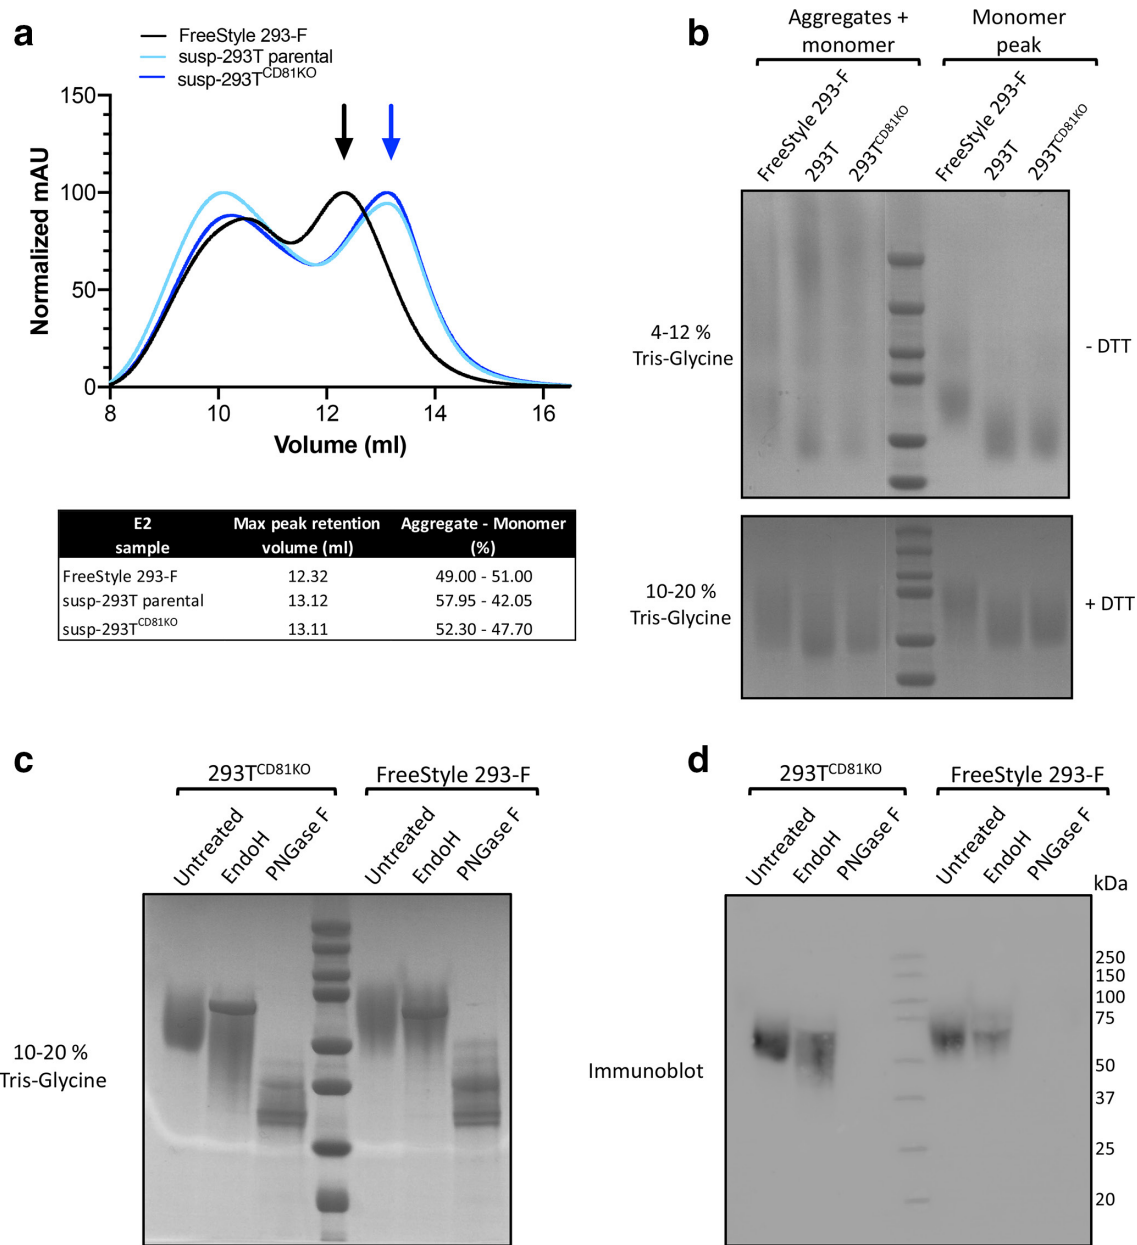 a
FreeStyle 293-F
susp-293T parental
susp-293TCD81KO
150
100
50
0
Normalized mAU
8
10
12
14
16
Volume (ml)
E2 sample
Max peak retention volume (ml)
Aggregate - Monomer (%)
FreeStyle 293-F 12.32 49.00 - 51.00
susp-293T parental 13.12 57.95 - 42.05
susp-293TCD81KO 13.11 52.30 - 47.70
b
Aggregates +
monomer
Monomer
peak
FreeStyle 293-F
293T
293TCD81KO
FreeStyle 293-F
293T
293TCD81KO
4-12 %
Tris-Glycine
- DTT
10-20 %
Tris-Glycine
+ DTT
c
293TCD81KO
FreeStyle 293-F
Untreated
EndoH
PNGase F
Untreated
EndoH
PNGase F
10-20 %
Tris-Glycine
d
293TCD81KO
FreeStyle 293-F
Untreated
EndoH
PNGase F
Untreated
EndoH
PNGase F
kDa
250
150
100
75
50
37
25
20
Immunoblot